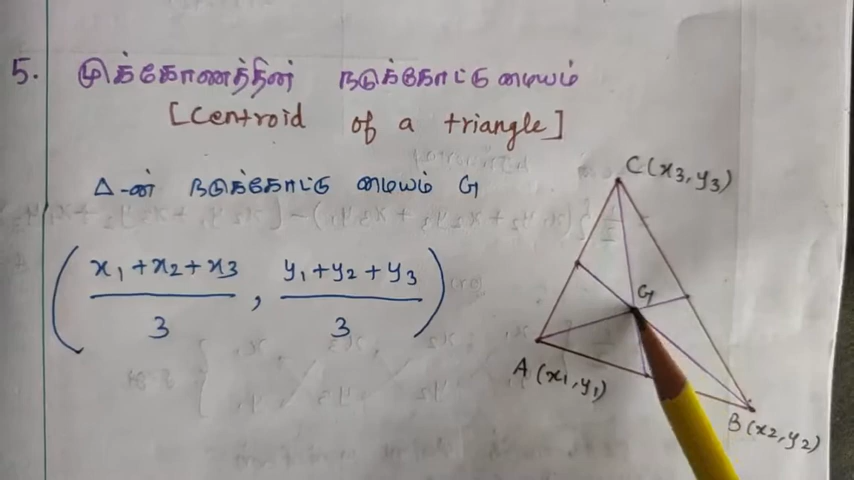 5. முக்கோணத்தின் நடுக்கோட்டு மையம்
[Centroid of a triangle]
∆-ன் நடுக்கோட்டு மையம் G
(x₁+x₂+x₃/3, y₁+y₂+y₃/3)
C(x₃,y₃)
G
A(x₁,y₁)
B(x₂,y₂)